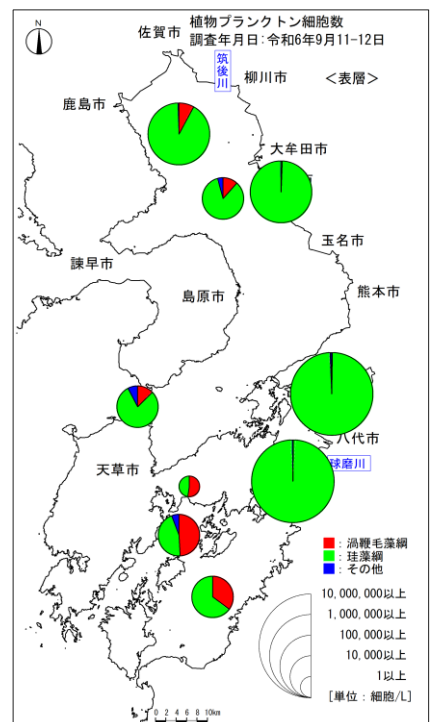 植物プランクトン細胞数
調査年月日：令和6年9月11-12日
N
佐賀市
筑後川
柳川市
＜表層＞
鹿島市
大牟田市
玉名市
諫早市
島原市
熊本市
八代市
球磨川
天草市
：渦鞭毛藻綱
：珪藻綱
：その他
10,000,000以上
1,000,000以上
100,000以上
10,000以上
1以上
[単位：細胞/L]
0 2 4 6 8 10km